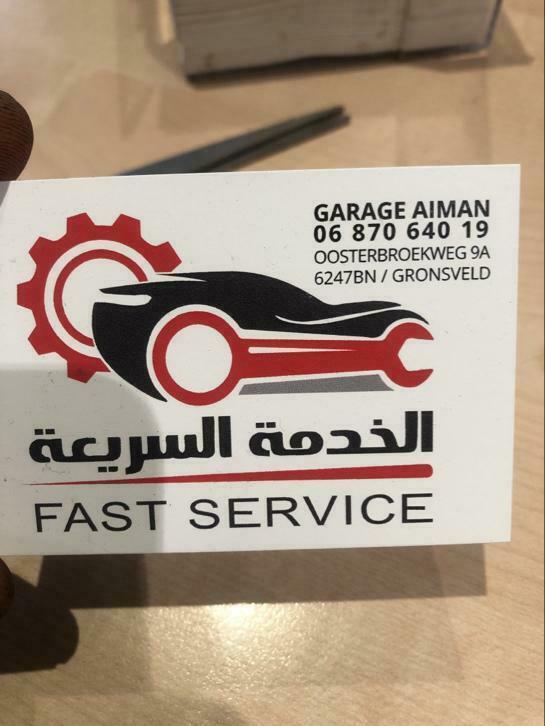 GARAGE AIMAN
06 870 640 19
OOSTERBROEKWEG 9A
6247BN / GRONSVELD
الخدمة السريعة
FAST SERVICE